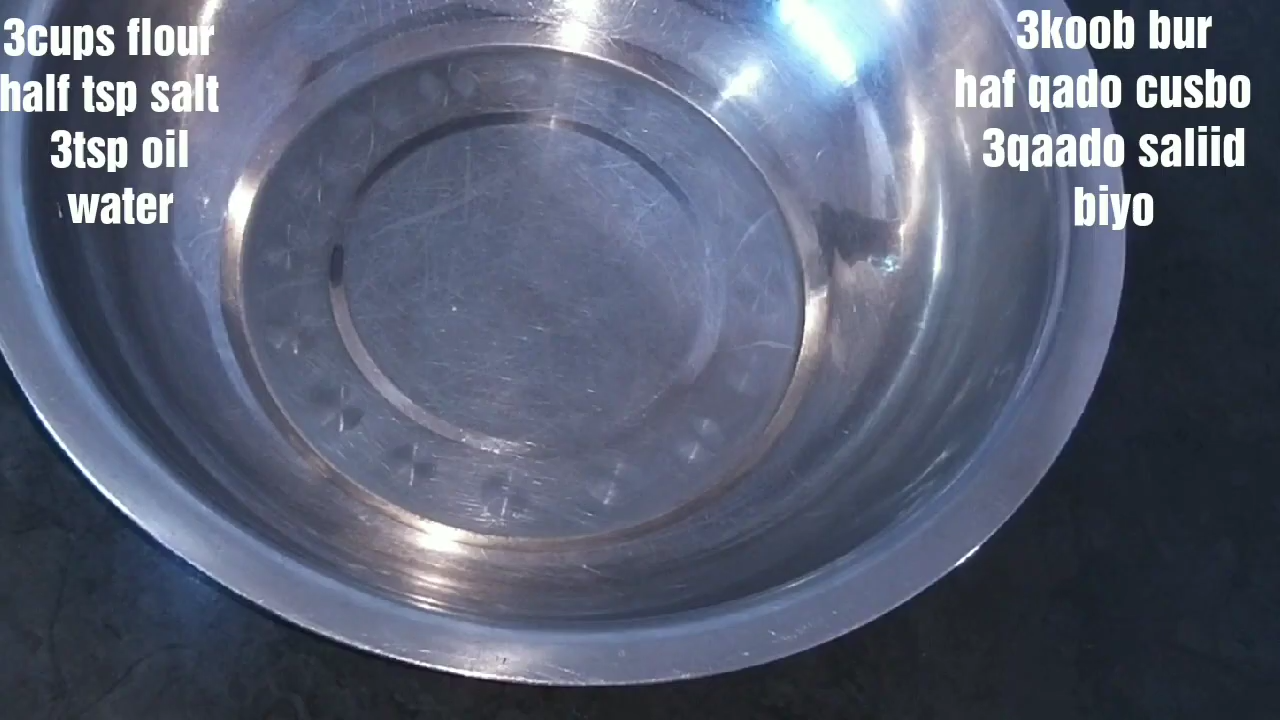 3cups flour
half tsp salt
3tsp oil
water
3koob bur
haf qado cusbo
3qaado saliid
biyo